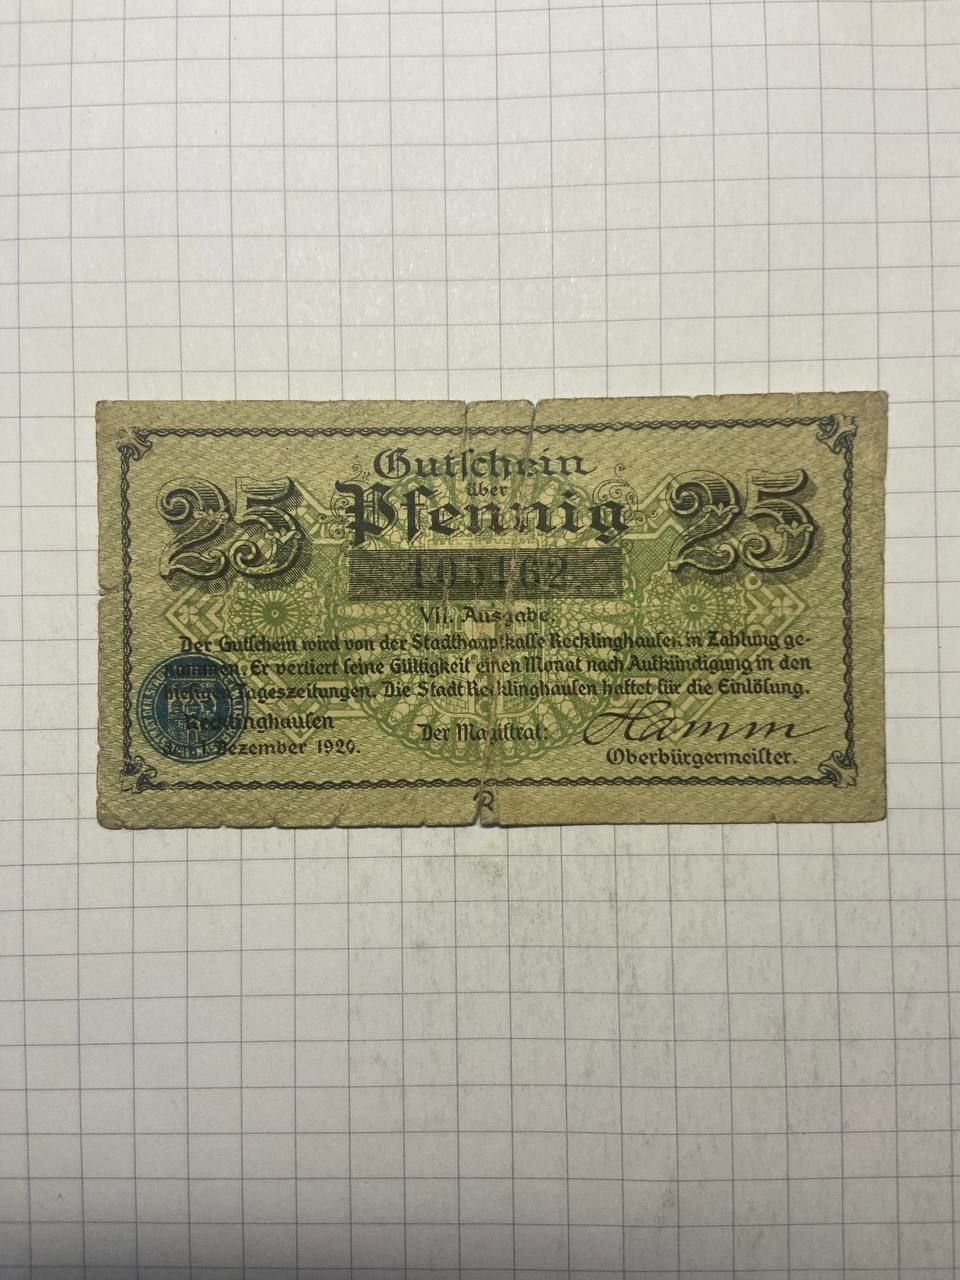 Gutschein
über
25 Pfennig 25
105162
VII. Ausgabe.
Der Gutschein wird von der Stadthauptkasse Recklinghausen in Zahlung ge-
nommen. Er verliert seine Gültigkeit einen Monat nach Aufkündigung in den
hiesigen Tageszeitungen. Die Stadt Recklinghausen haftet für die Einlösung.
Recklinghausen
den 1. Dezember 1920.
Der Magistrat:
Hamm
Oberbürgermeister.
R